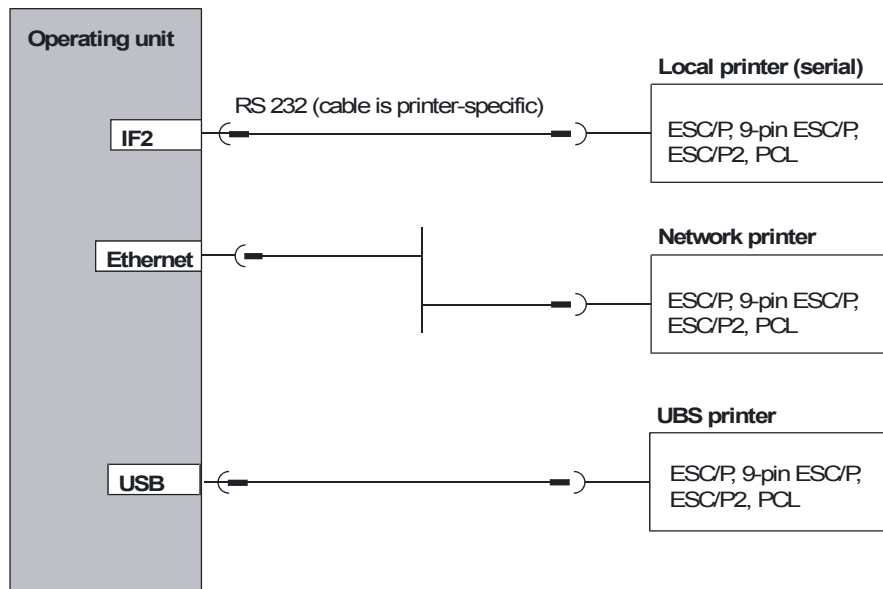 Operating unit
Local printer (serial)
RS 232 (cable is printer-specific)
IF2
ESC/P, 9-pin ESC/P,
ESC/P2, PCL
Network printer
Ethernet
ESC/P, 9-pin ESC/P,
ESC/P2, PCL
UBS printer
USB
ESC/P, 9-pin ESC/P,
ESC/P2, PCL